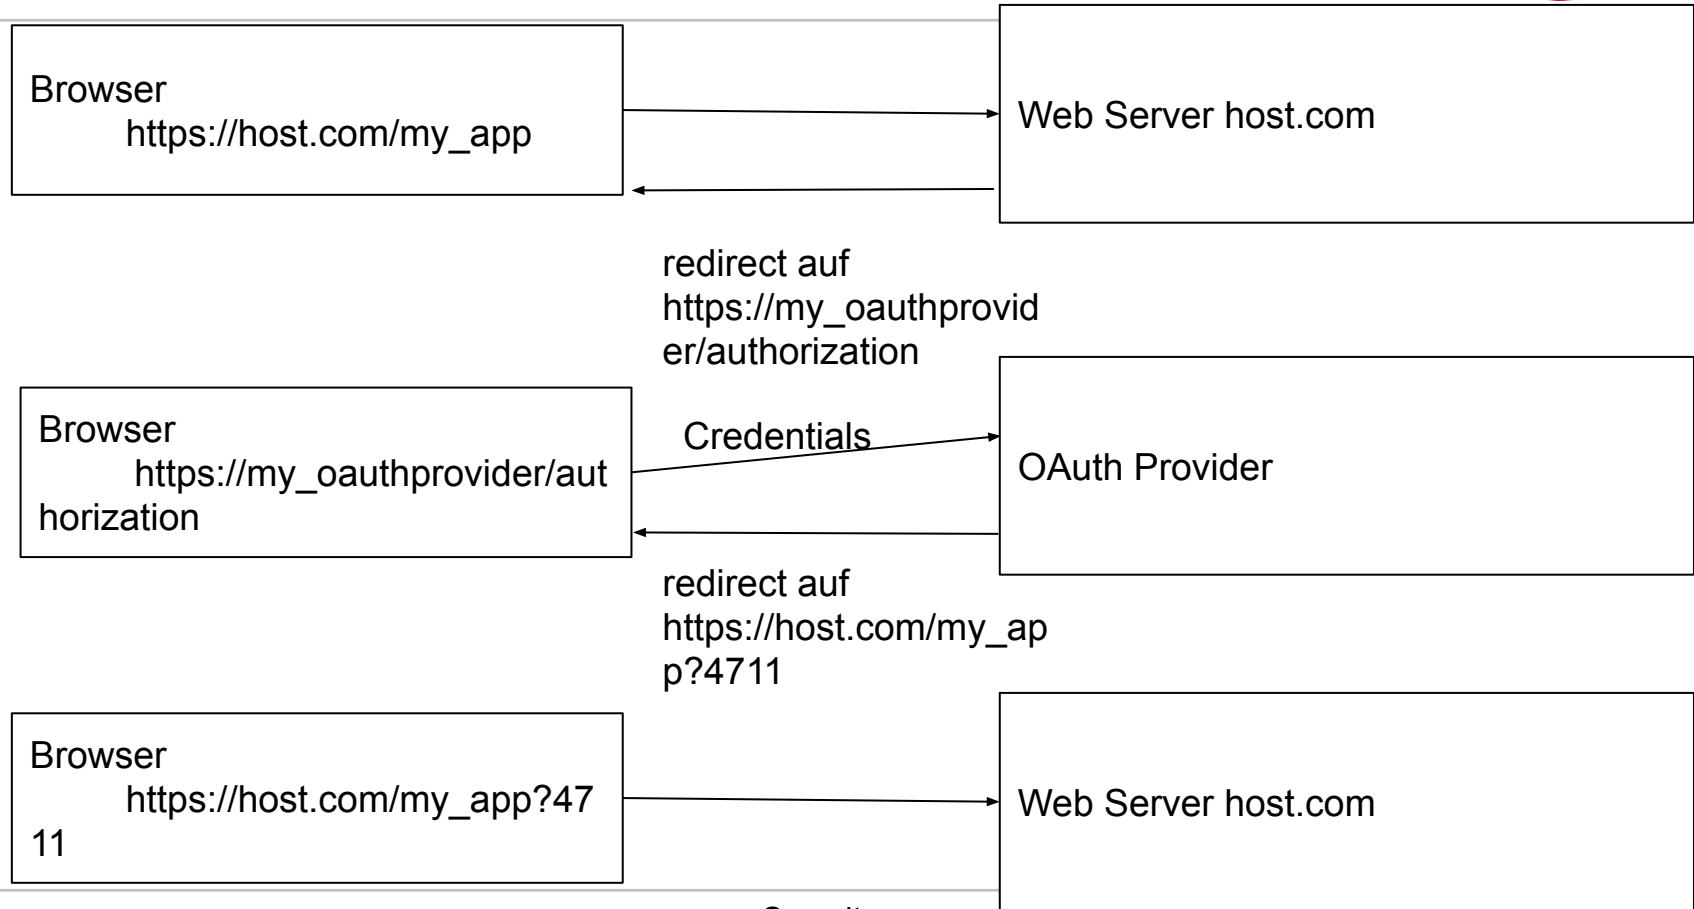 Browser
https://host.com/my_app
Web Server host.com
redirect auf
https://my_oauthprovid
er/authorization
Browser
https://my_oauthprovider/aut
horization
Credentials
OAuth Provider
redirect auf
https://host.com/my_ap
p?4711
Browser
https://host.com/my_app?47
11
Web Server host.com